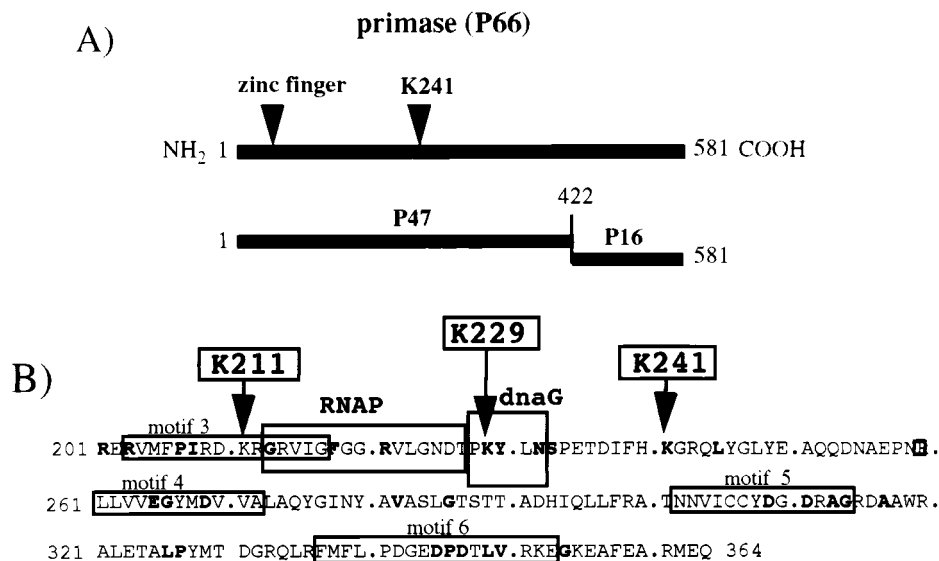 primase (P66)
A)
zinc finger K241
NH2 1 581 COOH
422
P47 P16
1 581
K229
K211 K241
B) RNAP dnaG
motif 3
201 RERVMFPIRD.KRGRVIGFGG.RVLGNDTPKY.LNSPETDIFH.KGRQLYGLYE.AQQDNAEPNR.
motif 4 motif 5
261 LLVVEGYMDV.VALAQYGINY.AVASLGTSTT.ADHIQLLFRA.TNNVICCYDG.DRAGRDAAWR.
motif 6
321 ALETALPYMT DGRQLRFMFL.PDGEDPDTLV.RKEGKEAFEA.RMEQ 364